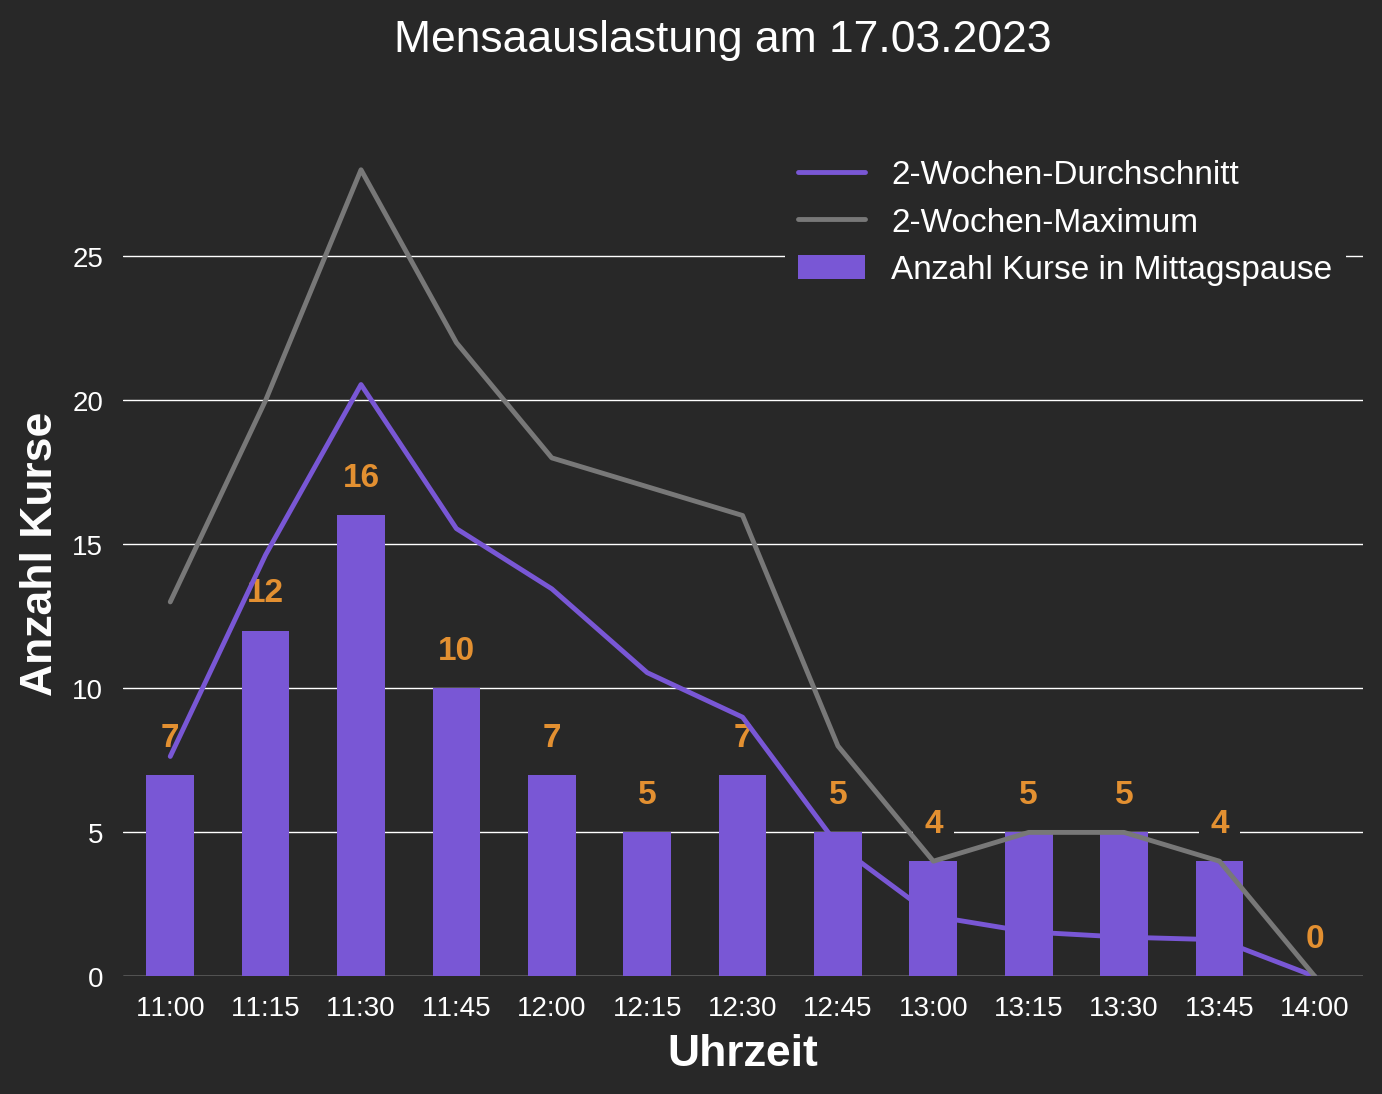 Mensaauslastung am 17.03.2023
2-Wochen-Durchschnitt
2-Wochen-Maximum
Anzahl Kurse in Mittagspause
Anzahl Kurse
25
20
15
10
5
0
7
12
16
10
7
5
7
5
4
5
5
4
0
11:00 11:15 11:30 11:45 12:00 12:15 12:30 12:45 13:00 13:15 13:30 13:45 14:00
Uhrzeit